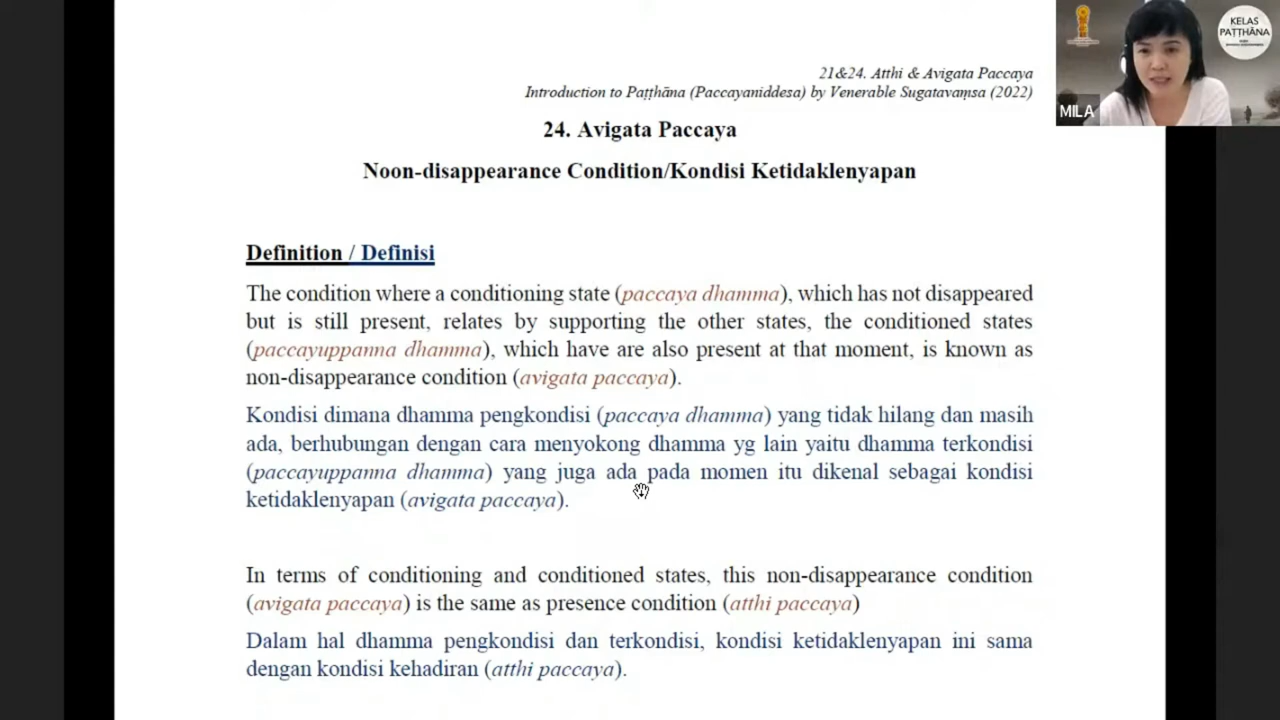 21&24. Atthi & Avigata Paccaya
Introduction to Paṭṭhāna (Paccayaniddesa) by Venerable Sugatavaṃsa (2022)
24. Avigata Paccaya
Noon-disappearance Condition/Kondisi Ketidaklenyapan
Definition / Definisi
The condition where a conditioning state (paccaya dhamma), which has not disappeared
but is still present, relates by supporting the other states, the conditioned states
(paccayuppanna dhamma), which have are also present at that moment, is known as
non-disappearance condition (avigata paccaya).
Kondisi dimana dhamma pengkondisi (paccaya dhamma) yang tidak hilang dan masih
ada, berhubungan dengan cara menyokong dhamma yg lain yaitu dhamma terkondisi
(paccayuppanna dhamma) yang juga ada pada momen itu dikenal sebagai kondisi
ketidaklenyapan (avigata paccaya).
In terms of conditioning and conditioned states, this non-disappearance condition
(avigata paccaya) is the same as presence condition (atthi paccaya)
Dalam hal dhamma pengkondisi dan terkondisi, kondisi ketidaklenyapan ini sama
dengan kondisi kehadiran (atthi paccaya).
KELAS
PAṬṬHĀNA
MILA